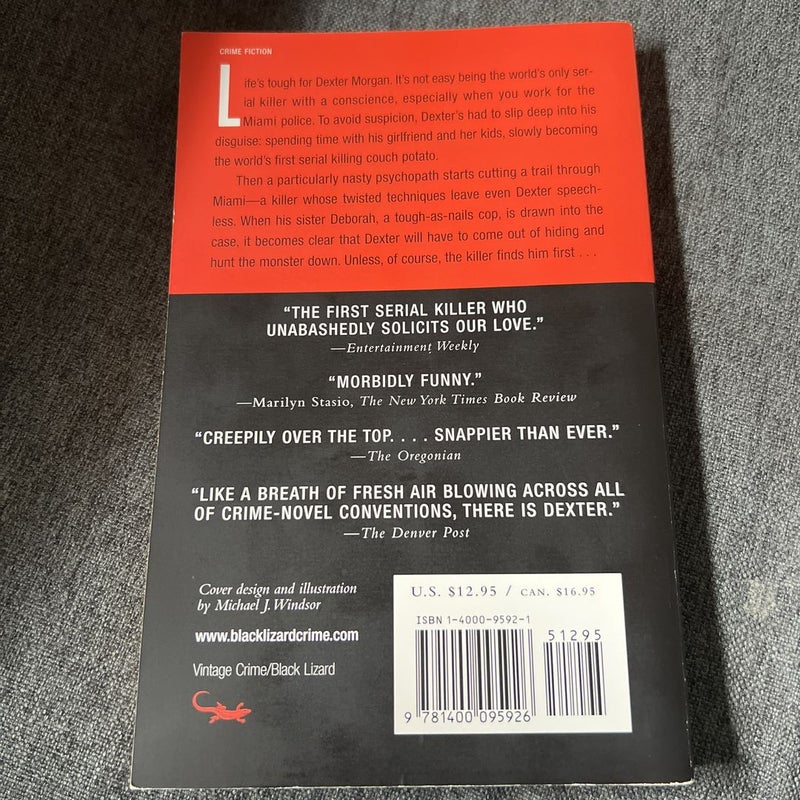 CRIME FICTION
Life's tough for Dexter Morgan. It's not easy being the world's only ser-
ial killer with a conscience, especially when you work for the
Miami police. To avoid suspicion, Dexter's had to slip deep into his
disguise: spending time with his girlfriend and her kids, slowly becoming
the world's first serial killing couch potato.
Then a particularly nasty psychopath starts cutting a trail through
Miami—a killer whose twisted techniques leave even Dexter speech-
less. When his sister Deborah, a tough-as-nails cop, is drawn into the
case, it becomes clear that Dexter will have to come out of hiding and
hunt the monster down. Unless, of course, the killer finds him first . . .
“THE FIRST SERIAL KILLER WHO
UNABASHEDLY SOLICITS OUR LOVE.”
—Entertainment Weekly
“MORBIDLY FUNNY.”
—Marilyn Stasio, The New York Times Book Review
“CREEPILY OVER THE TOP. . . . SNAPPIER THAN EVER.”
—The Oregonian
“LIKE A BREATH OF FRESH AIR BLOWING ACROSS ALL
OF CRIME-NOVEL CONVENTIONS, THERE IS DEXTER.”
—The Denver Post
Cover design and illustration
by Michael J. Windsor
www.blacklizardcrime.com
Vintage Crime/Black Lizard
U.S. $12.95 / CAN. $16.95
ISBN 1-4000-9592-1
51295
9 781400 095926